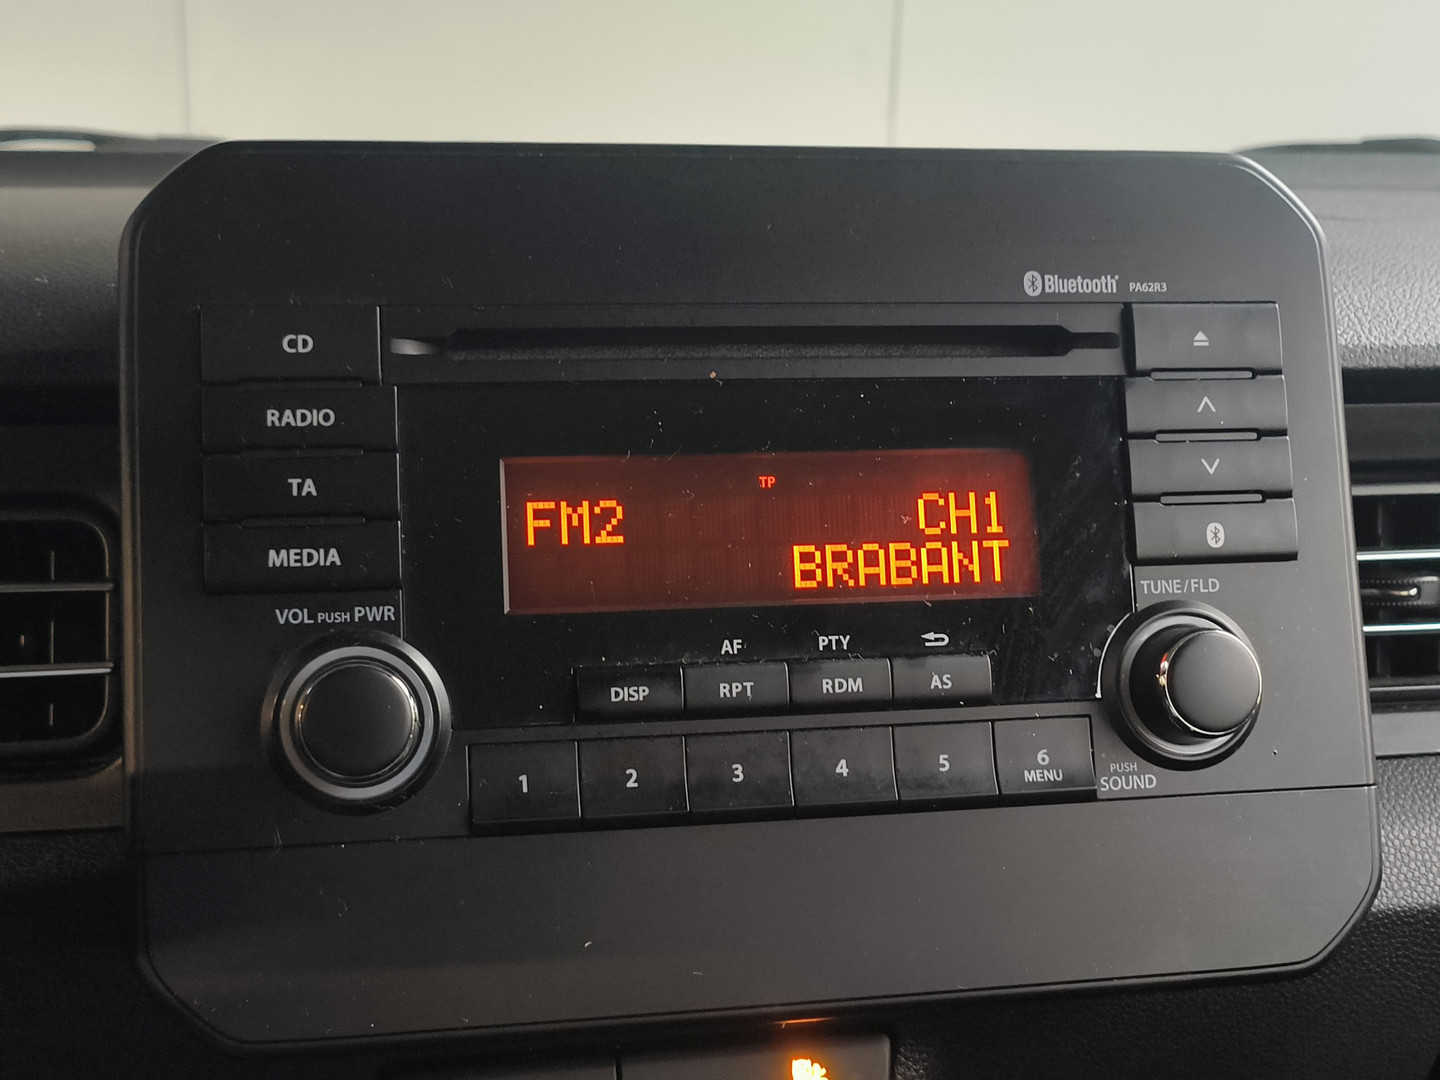 Bluetooth® PA62R3
CD
RADIO
TA
MEDIA
VOL PUSH PWR
TP
FM2 CH1
BRABANT
TUNE/FLD
AF PTY
DISP RPT RDM AS
1 2 3 4 5 6
MENU
PUSH
SOUND